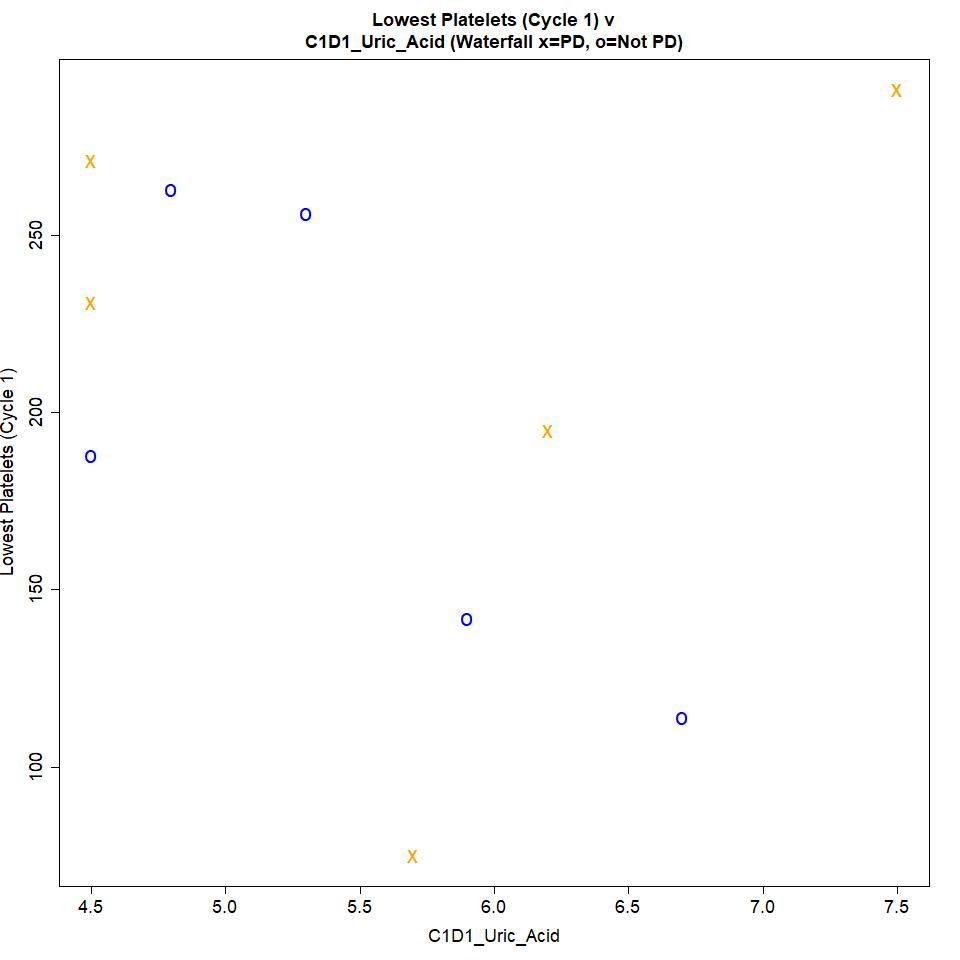 Lowest Platelets (Cycle 1) v
C1D1_Uric_Acid (Waterfall x=PD, o=Not PD)
Lowest Platelets (Cycle 1)
250
200
150
100
4.5 5.0 5.5 6.0 6.5 7.0 7.5
C1D1_Uric_Acid